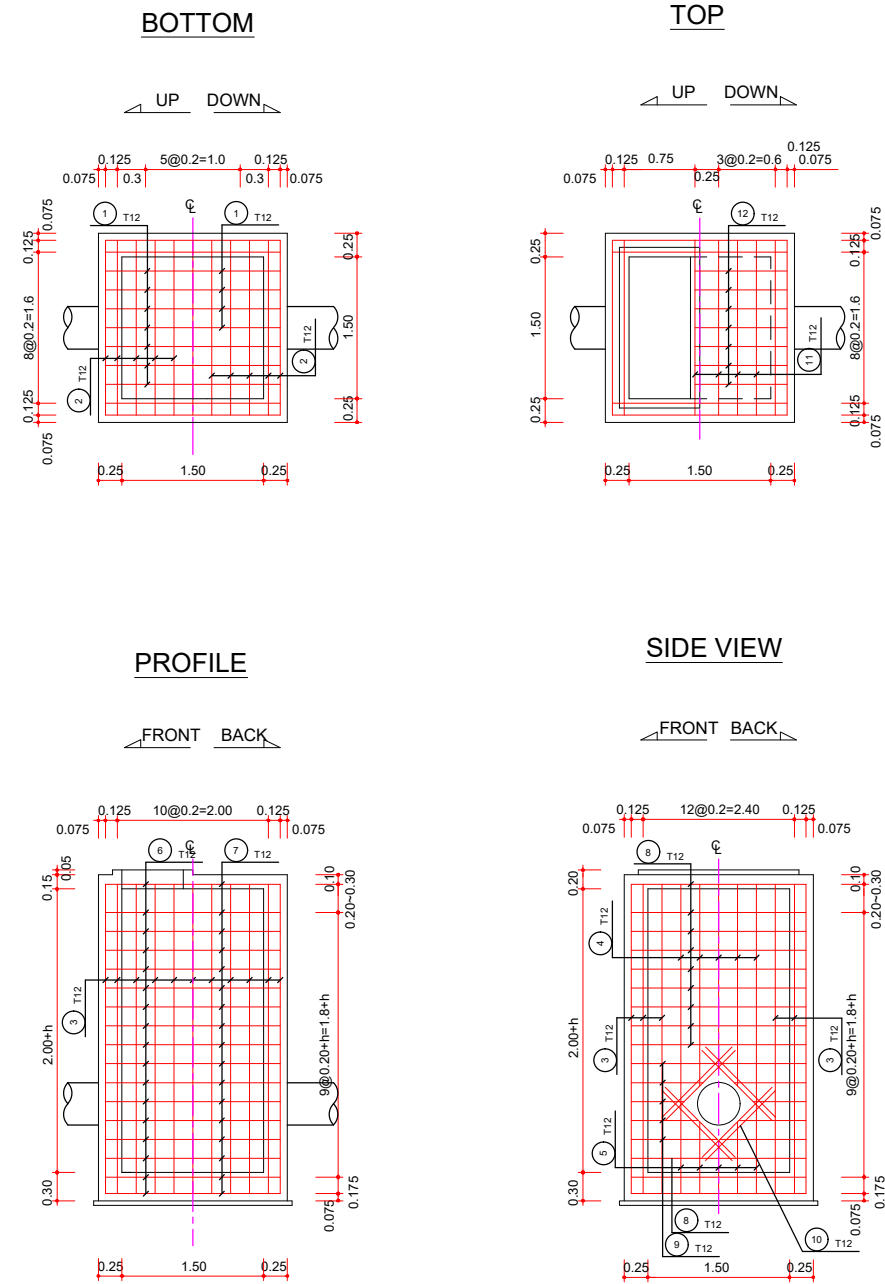 BOTTOM
TOP
UP DOWN
UP DOWN
0.125 5@0.2=1.0 0.125
0.075 0.3 0.3 0.075
0.125
0.125 0.75 3@0.2=0.6 0.075
0.075 0.25
1 T12
℄
1 T12
℄
12 T12
0.075
0.125
8@0.2=1.6
0.125
0.075
0.25
1.50
0.25
2 T12
2 T12
0.25 1.50 0.25
0.25
1.50
0.25
0.075
0.125
8@0.2=1.6
0.125
0.075
11 T12
0.25 1.50 0.25
PROFILE
SIDE VIEW
FRONT BACK
FRONT BACK
0.125 10@0.2=2.00 0.125
0.075 0.075
0.125 12@0.2=2.40 0.125
0.075 0.075
6 T12
℄
7 T12
8 T12
℄
0.05
0.15
2.00+h
0.30
0.10
0.20~0.30
9@0.20+h=1.8+h
0.175
0.075
3 T12
0.25 1.50 0.25
0.20
2.00+h
0.30
0.10
0.20~0.30
9@0.20+h=1.8+h
0.175
0.075
4 T12
3 T12
3 T12
5 T12
8 T12
9 T12
10 T12
0.25 1.50 0.25